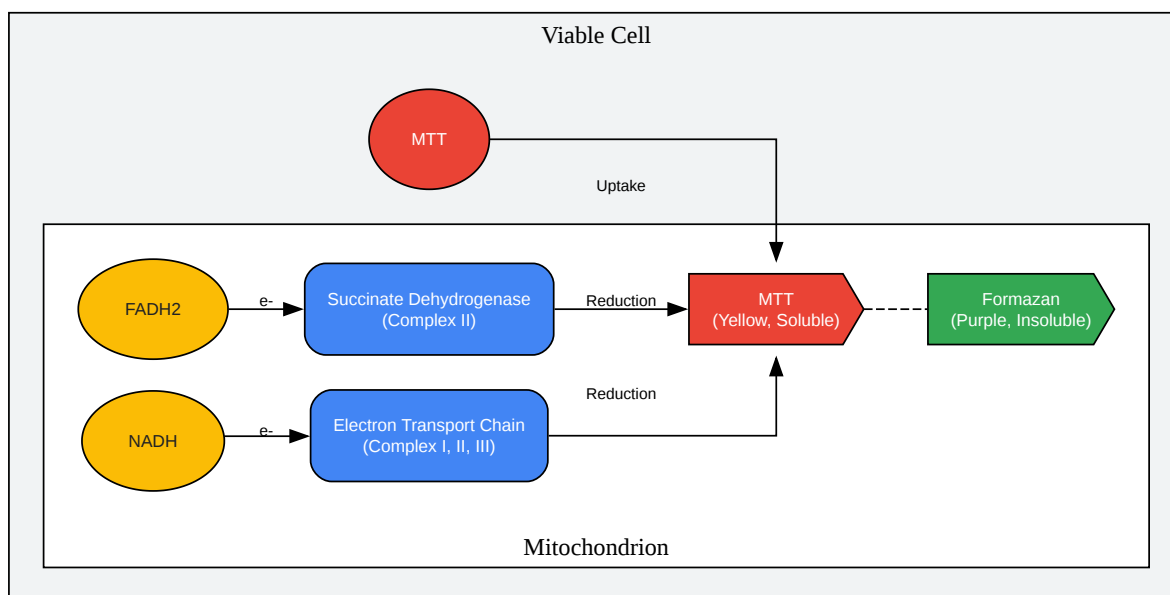 Viable Cell
MTT
Uptake
FADH2
e-
Succinate Dehydrogenase
(Complex II)
Reduction
MTT
(Yellow, Soluble)
Formazan
(Purple, Insoluble)
NADH
e-
Electron Transport Chain
(Complex I, II, III)
Reduction
Mitochondrion